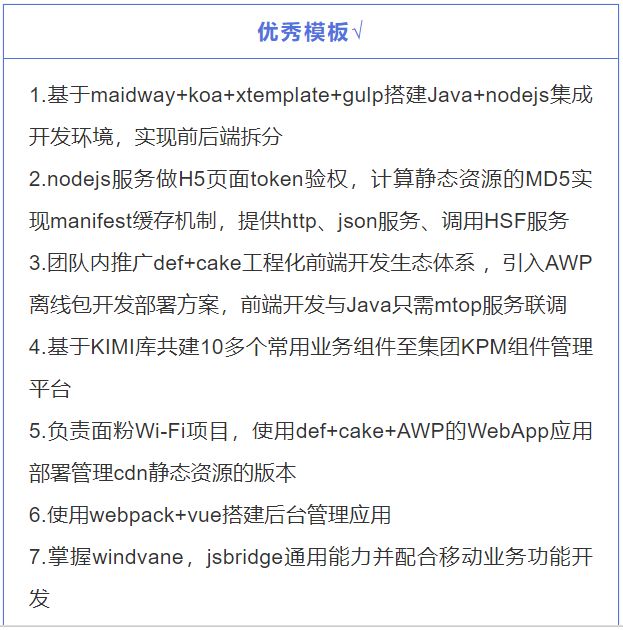 优秀模板√
1.基于maidway+koa+xtemplate+gulp搭建Java+nodejs集成
开发环境，实现前后端拆分
2.nodejs服务做H5页面token验权，计算静态资源的MD5实
现manifest缓存机制，提供http、json服务、调用HSF服务
3.团队内推广def+cake工程化前端开发生态体系 ，引入AWP
离线包开发部署方案，前端开发与Java只需mtop服务联调
4.基于KIMI库共建10多个常用业务组件至集团KPM组件管理
平台
5.负责面粉Wi-Fi项目，使用def+cake+AWP的WebApp应用
部署管理cdn静态资源的版本
6.使用webpack+vue搭建后台管理应用
7.掌握windvane，jsbridge通用能力并配合移动业务功能开
发